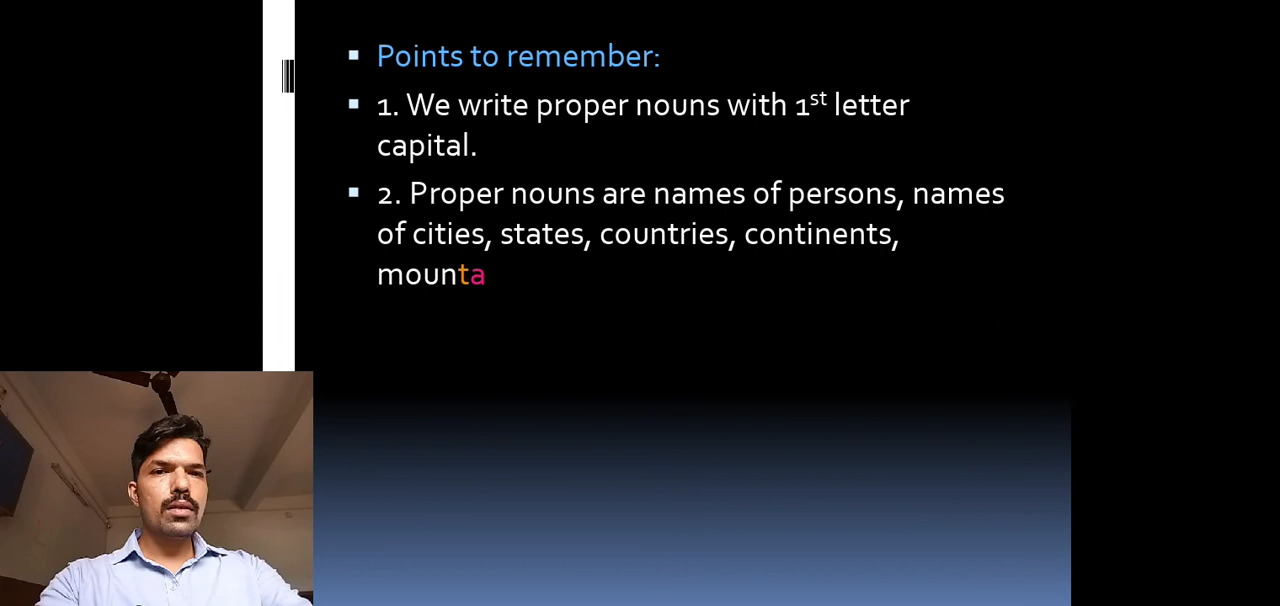 Points to remember:
1. We write proper nouns with 1st letter
capital.
2. Proper nouns are names of persons, names
of cities, states, countries, continents,
mounta